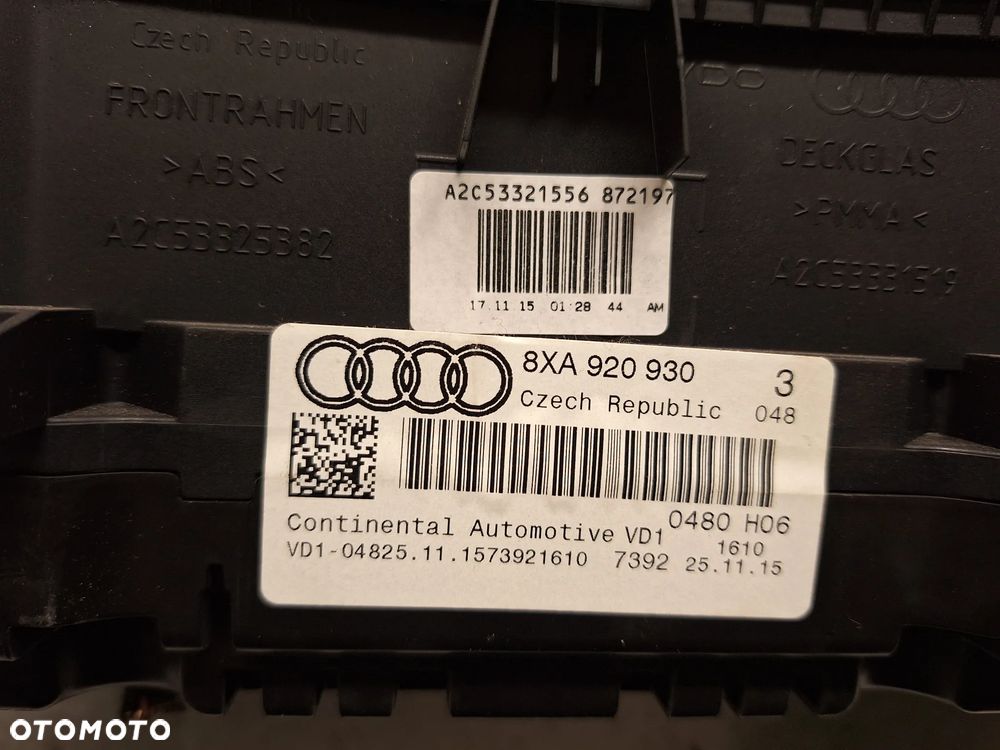 Czech Republic
FRONTRAHMEN
>ABS<
A2C53325382
VDO
DECKGLAS
>PMMA<
A2C53331519
A2C53321556 872197
17.11.15 01:28 44 AM
8XA 920 930 3
Czech Republic 048
0480 H06
Continental Automotive VD1 1610
VD1-04825.11.1573921610 7392 25.11.15
OTOMOTO